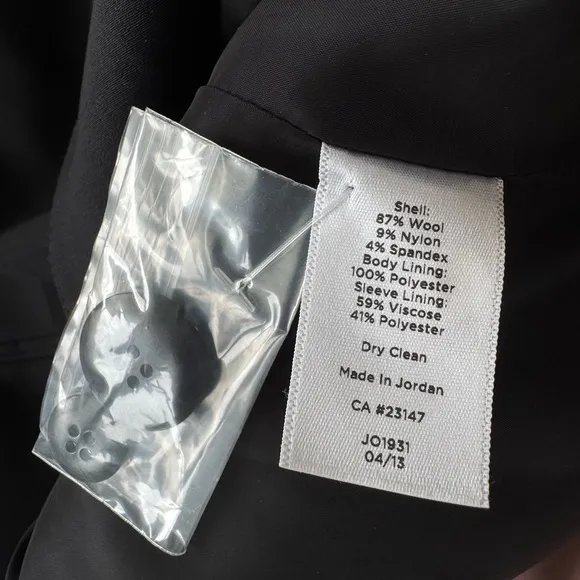 Shell:
87% Wool
9% Nylon
4% Spandex
Body Lining:
100% Polyester
Sleeve Lining:
59% Viscose
41% Polyester
Dry Clean
Made In Jordan
CA #23147
JO1931
04/13